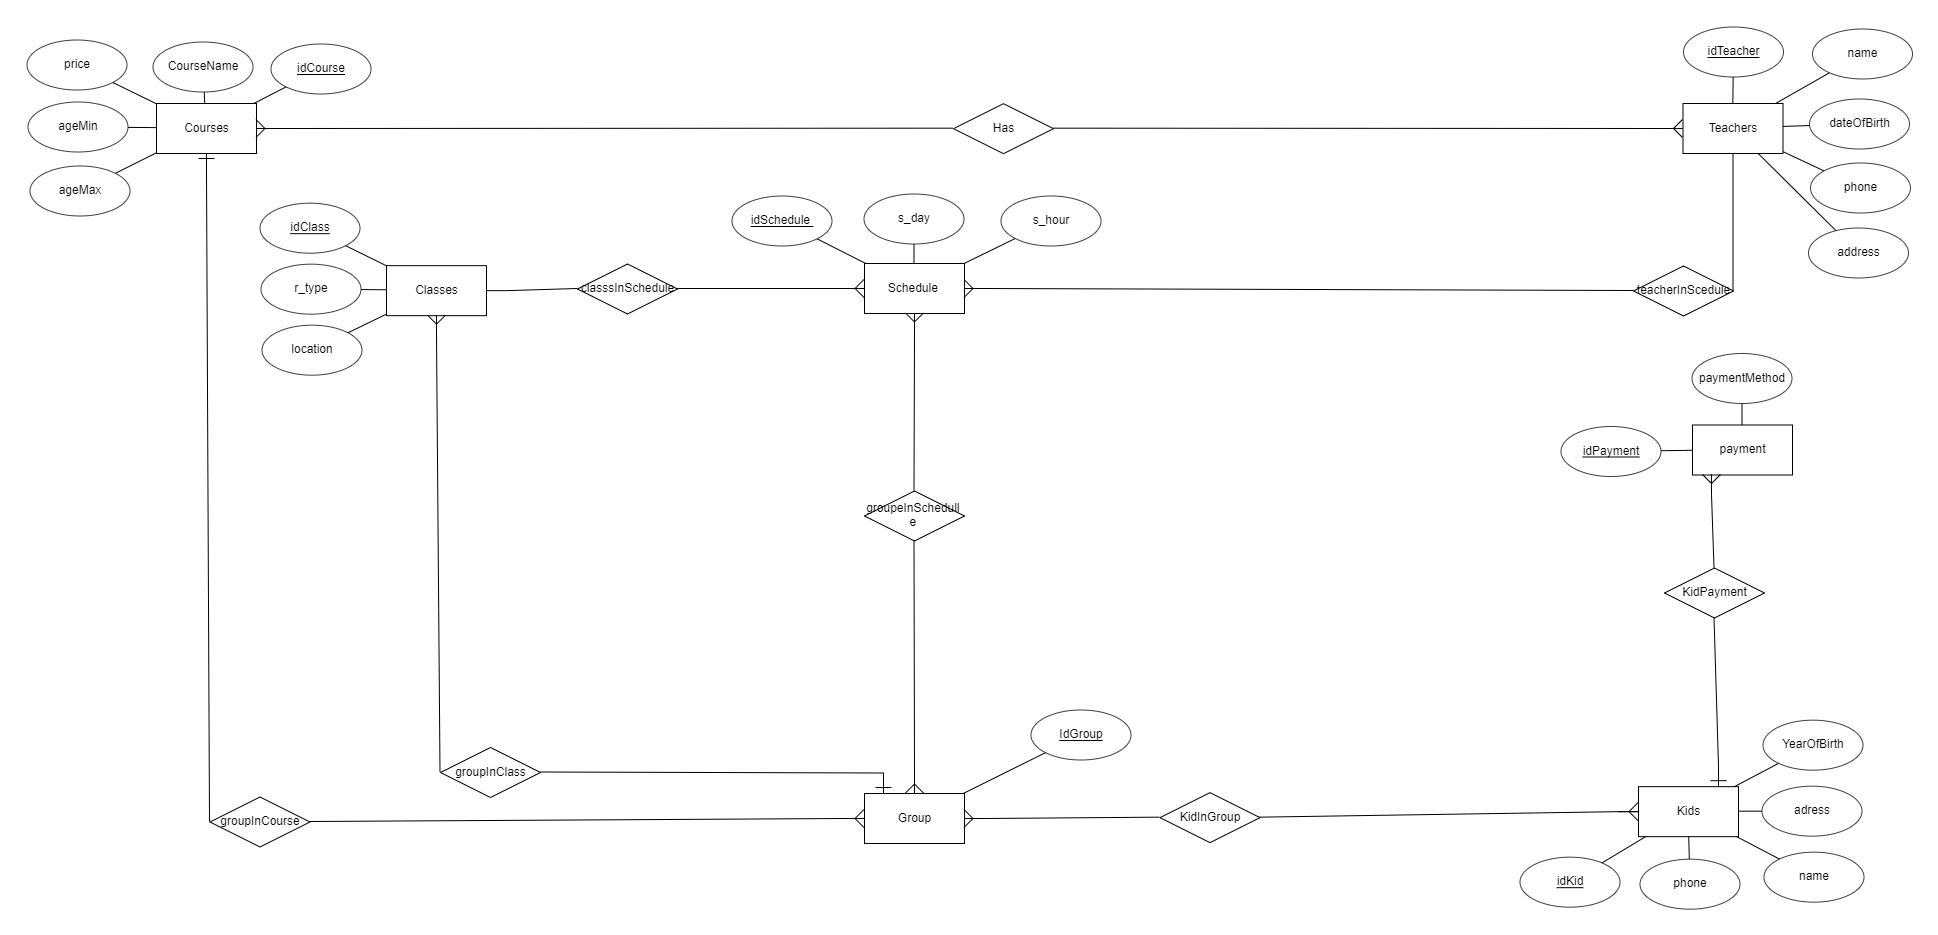 price
CourseName
idCourse
ageMin
Courses
ageMax
Has
idTeacher
name
Teachers
dateOfBirth
phone
address
idClass
r_type
Classes
location
classsInSchedule
idSchedule
s_day
s_hour
Schedule
teacherInScedule
paymentMethod
idPayment
payment
groupeInSchedull
e
KidPayment
IdGroup
groupInClass
groupInCourse
Group
KidInGroup
YearOfBirth
Kids
adress
idKid
phone
name